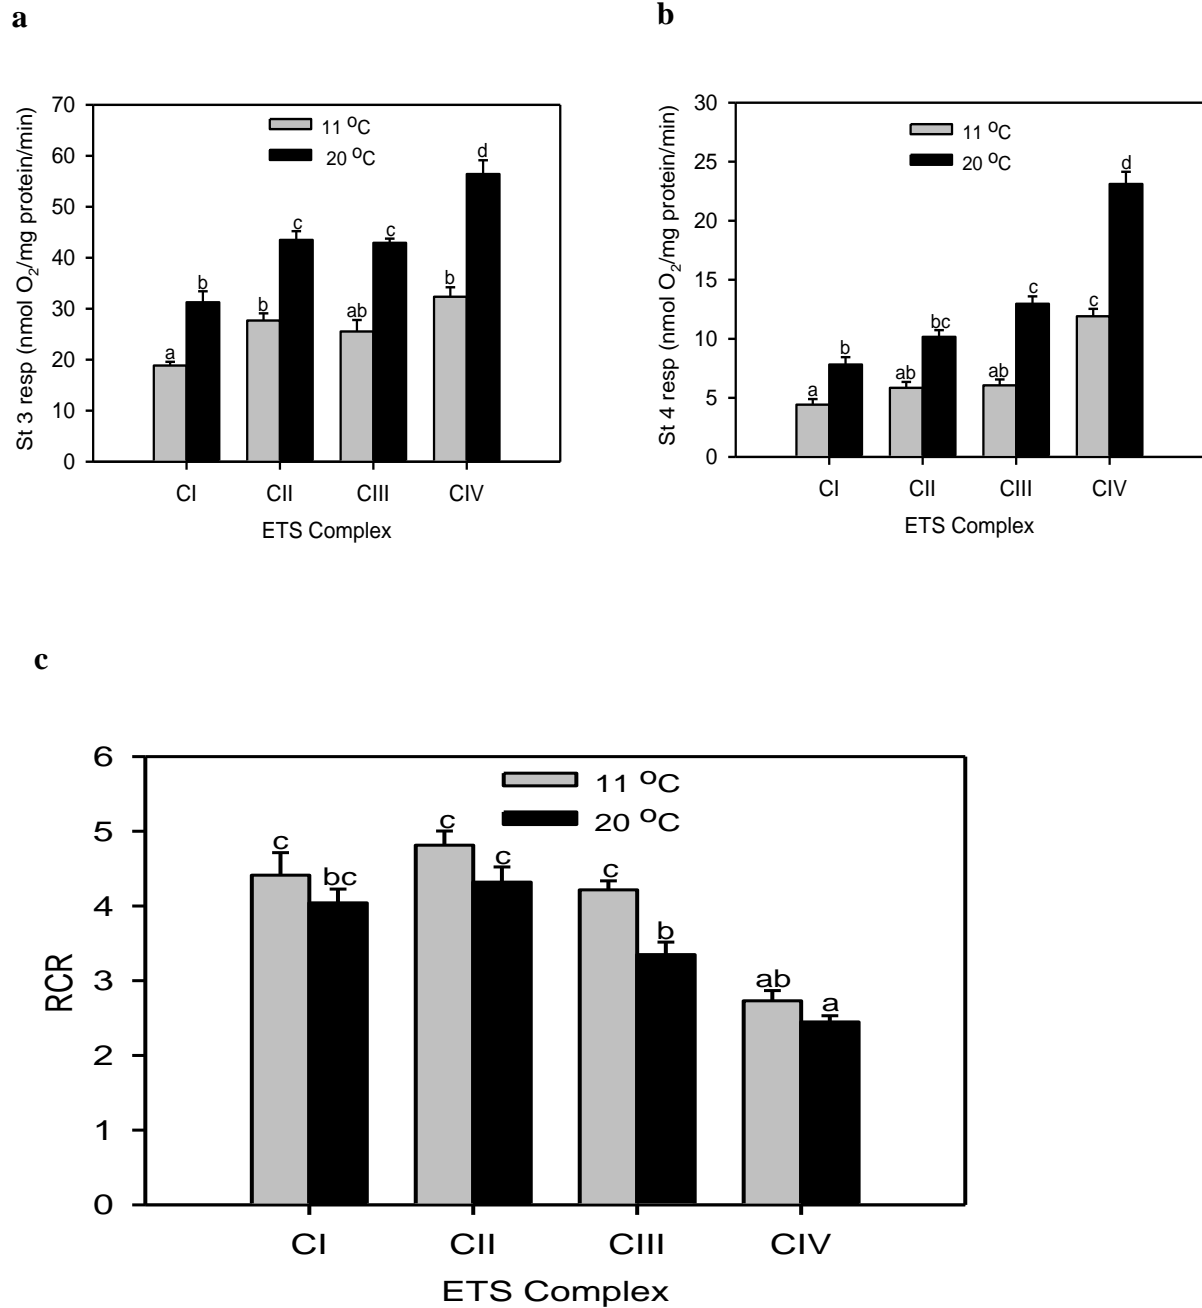 a
b
St 3 resp (nmol O₂/mg protein/min)
70
60
50
40
30
20
10
0
11 ᴼC
20 ᴼC
a
b
b
c
ab
c
b
d
CI
CII
CIII
CIV
ETS Complex
St 4 resp (nmol O₂/mg protein/min)
30
25
20
15
10
5
0
11 ᴼC
20 ᴼC
a
b
ab
bc
ab
c
c
d
CI
CII
CIII
CIV
ETS Complex
c
RCR
6
5
4
3
2
1
0
11 ᴼC
20 ᴼC
c
bc
c
c
c
b
ab
a
CI
CII
CIII
CIV
ETS Complex